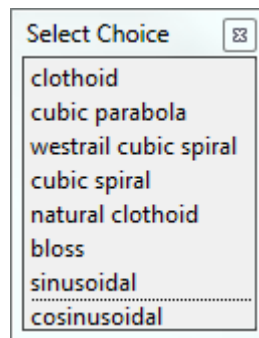 Select Choice
clothoid
cubic parabola
westrail cubic spiral
cubic spiral
natural clothoid
bloss
sinusoidal
cosinusoidal